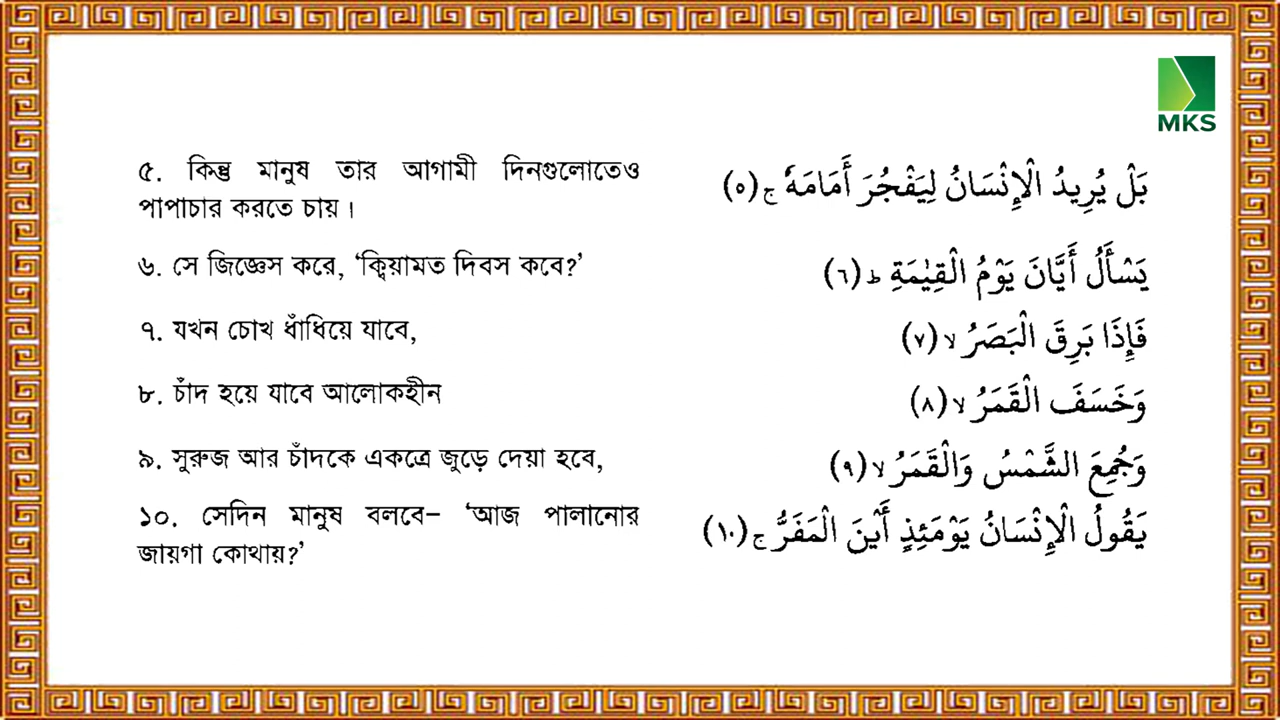 MKS
৫. কিন্তু মানুষ তার আগামী দিনগুলোতেও
পাপাচার করতে চায়।
بَلْ يُرِيدُ الْاِنْسَانُ لِيَفْجُرَ أَمَامَهٗ ج (٥)
৬. সে জিজ্ঞেস করে, ‘ক্বিয়ামত দিবস কবে?’
يَسْأَلُ أَيَّانَ يَوْمُ الْقِيٰمَةِ ط (٦)
৭. যখন চোখ ধাঁধিয়ে যাবে,
فَاِذَا بَرِقَ الْبَصَرُ لا (٧)
৮. চাঁদ হয়ে যাবে আলোকহীন
وَخَسَفَ الْقَمَرُ لا (٨)
৯. সুরুজ আর চাঁদকে একত্রে জুড়ে দেয়া হবে,
وَجُمِعَ الشَّمْسُ وَالْقَمَرُ لا (٩)
১০. সেদিন মানুষ বলবে– ‘আজ পালানোর
জায়গা কোথায়?’
يَقُولُ الْاِنْسَانُ يَوْمَئِذٍ أَيْنَ الْمَفَرُّ ج (١٠)